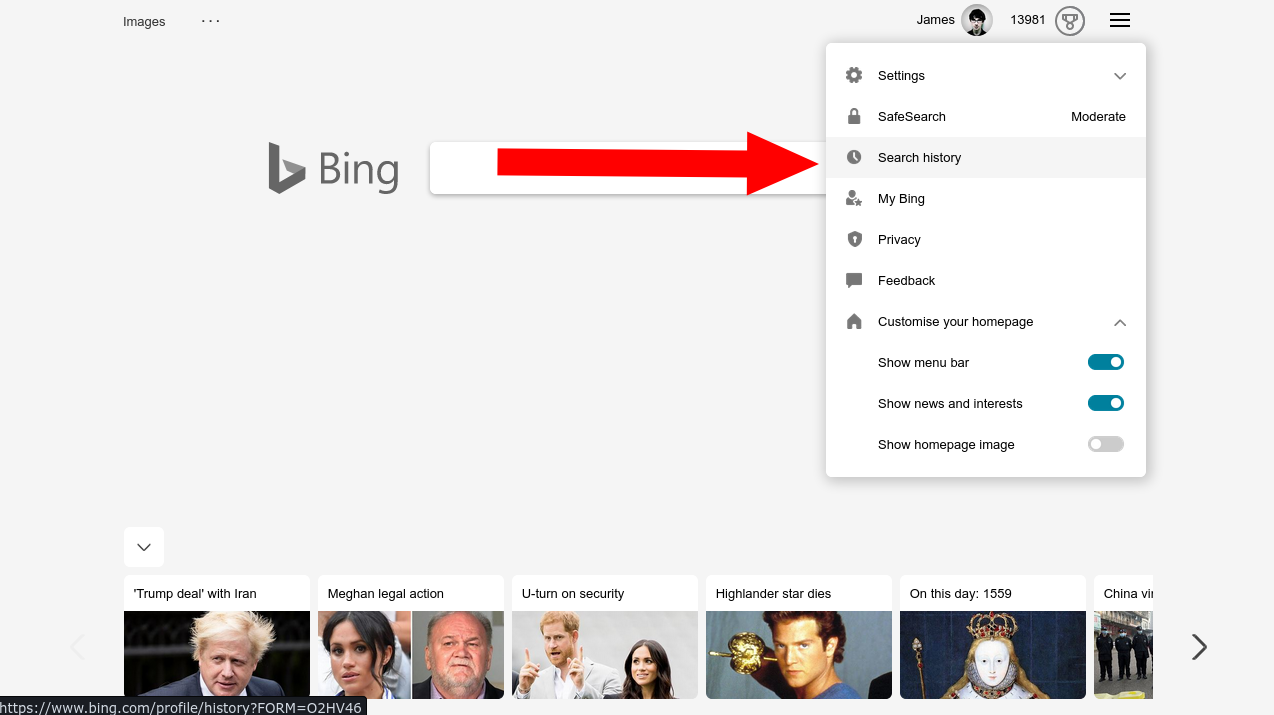 Images
...
James
13981
Settings
SafeSearch Moderate
Search history
My Bing
Privacy
Feedback
Customise your homepage
Show menu bar
Show news and interests
Show homepage image
Bing
'Trump deal' with Iran
Meghan legal action
U-turn on security
Highlander star dies
On this day: 1559
China
https://www.bing.com/profile/history?FORM=O2HV46